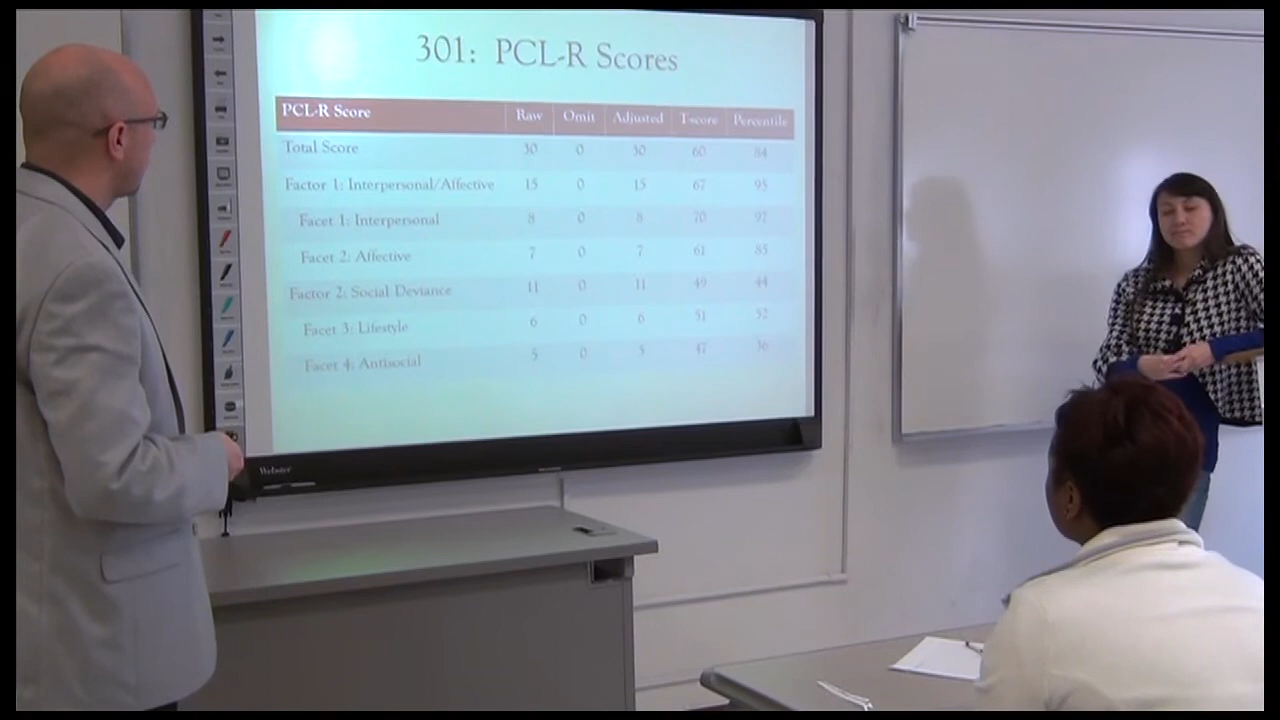 301: PCL-R Scores
PCL-R Score Raw Omit Adjusted T-score Percentile
Total Score 30 0 30 60 84
Factor 1: Interpersonal/Affective 15 0 15 67 95
Facet 1: Interpersonal 8 0 8 70 97
Facet 2: Affective 7 0 7 61 85
Factor 2: Social Deviance 11 0 11 49 44
Facet 3: Lifestyle 6 0 6 51 52
Facet 4: Antisocial 5 0 5 47 36
Webster